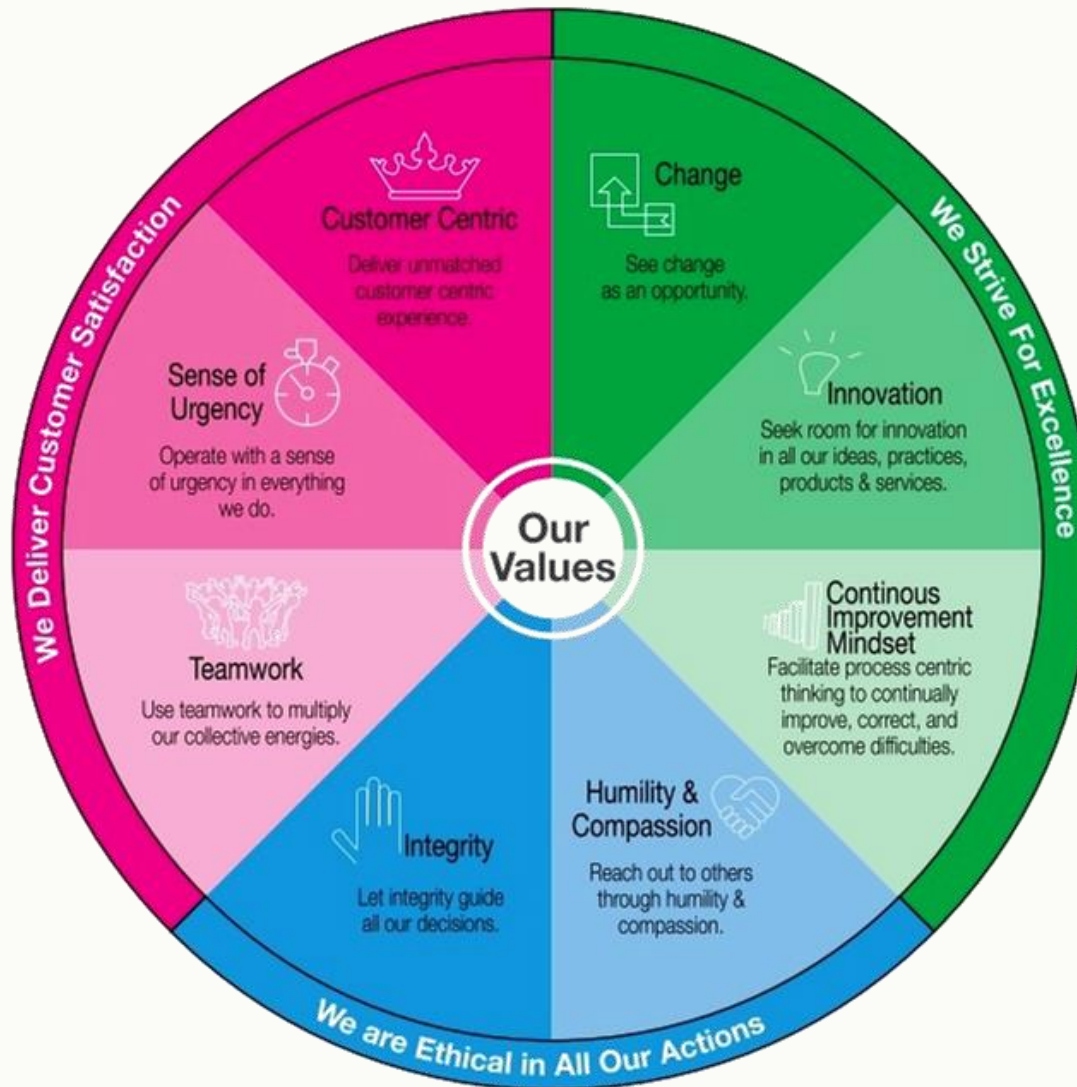 We Deliver Customer Satisfaction
We Strive For Excellence
We are Ethical in All Our Actions
Our
Values
Customer Centric
Deliver unmatched
customer centric
experience.
Change
See change
as an opportunity.
Innovation
Seek room for innovation
in all our ideas, practices,
products & services.
Continous
Improvement
Mindset
Facilitate process centric
thinking to continually
improve, correct, and
overcome difficulties.
Humility &
Compassion
Reach out to others
through humility &
compassion.
Integrity
Let integrity guide
all our decisions.
Teamwork
Use teamwork to multiply
our collective energies.
Sense of
Urgency
Operate with a sense
of urgency in everything
we do.